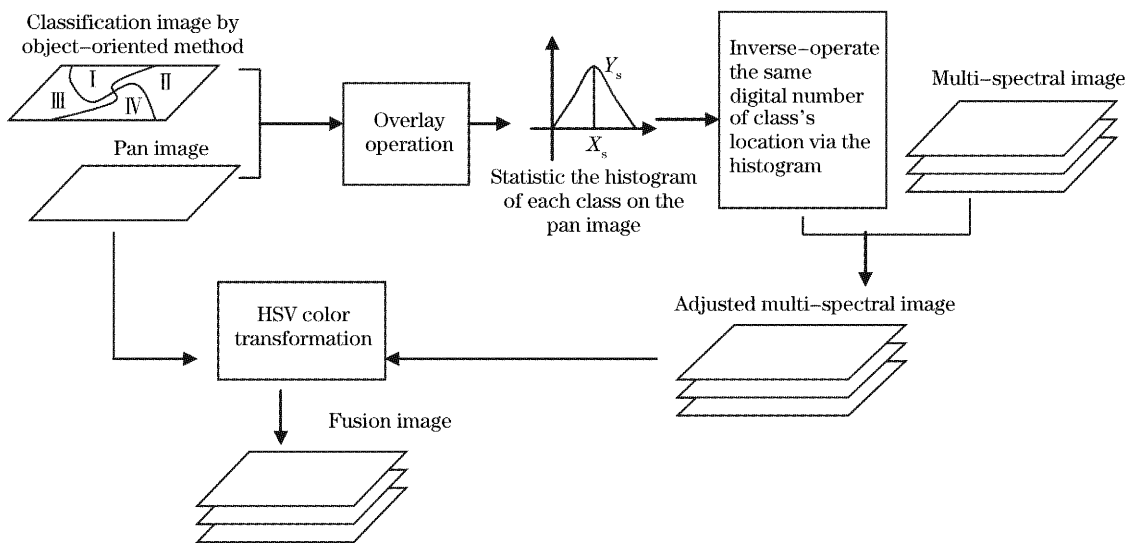 Classification image by
object-oriented method
I
II
III
IV
Pan image
Overlay
operation
Ys
Xs
Statistic the histogram
of each class on the
pan image
Inverse-operate
the same
digital number
of class's
location via the
histogram
Multi-spectral image
Adjusted multi-spectral image
HSV color
transformation
Fusion image